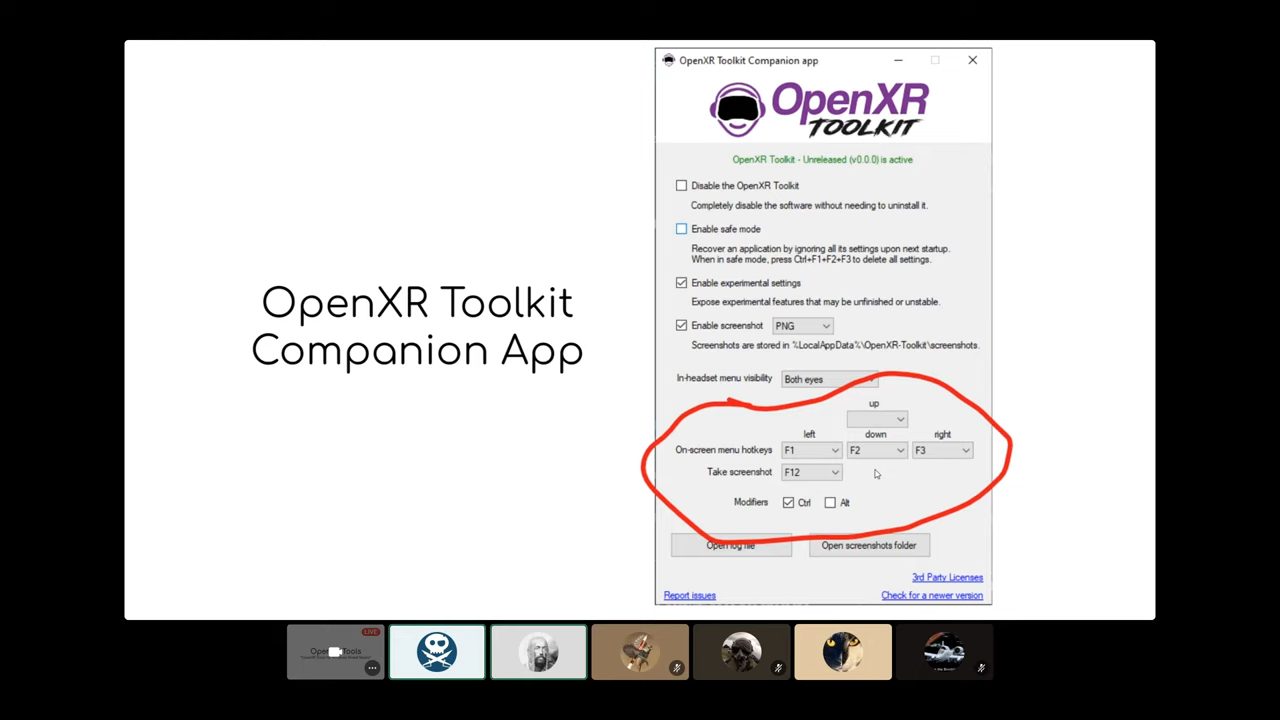 OpenXR Toolkit
Companion App
OpenXR Toolkit Companion app
OpenXR
TOOLKIT
OpenXR Toolkit - Unreleased (v0.0.0) is active
Disable the OpenXR Toolkit
Completely disable the software without needing to uninstall it.
Enable safe mode
Recover an application by ignoring all its settings upon next startup.
When in safe mode, press Ctrl+F1+F2+F3 to delete all settings.
Enable experimental settings
Expose experimental features that may be unfinished or unstable.
Enable screenshot PNG
Screenshots are stored in %LocalAppData%\OpenXR-Toolkit\screenshots.
In-headset menu visibility Both eyes
up
left down right
On-screen menu hotkeys F1 F2 F3
Take screenshot F12
Modifiers Ctrl Alt
Open log file Open screenshots folder
3rd Party Licenses
Report issues Check for a newer version
LIVE
Tools